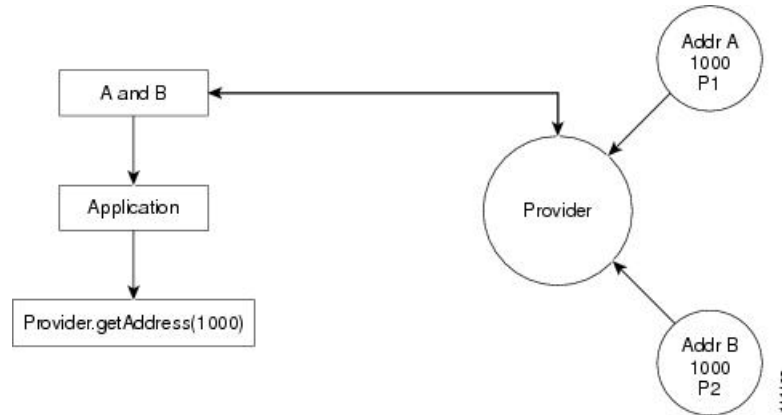 A and B
Application
Provider.getAddress(1000)
Provider
Addr A
1000
P1
Addr B
1000
P2